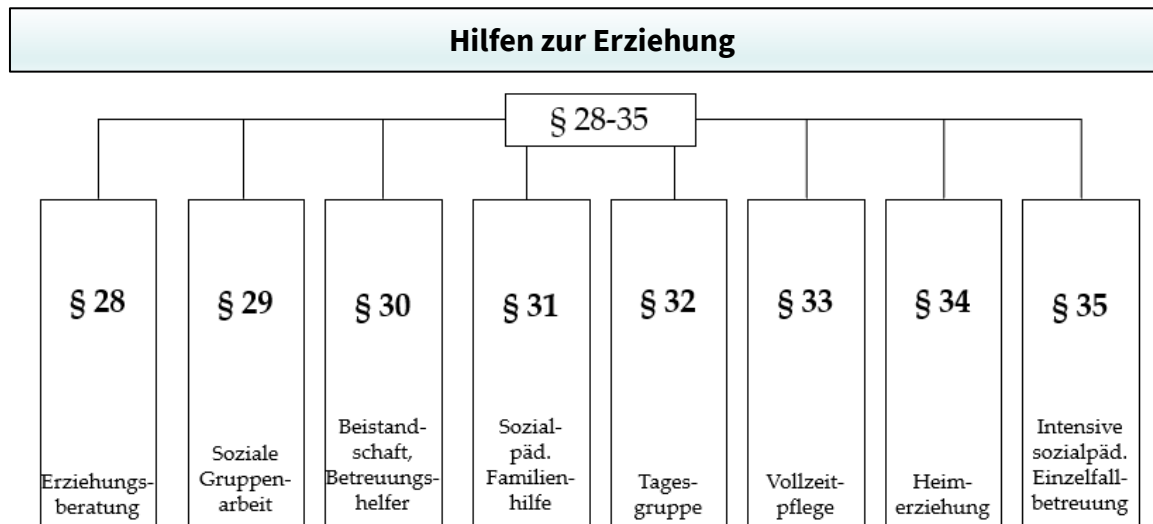 Hilfen zur Erziehung
§ 28-35
§ 28
Erziehungs-
beratung
§ 29
Soziale
Gruppen-
arbeit
§ 30
Beistand-
schaft,
Betreuungs-
helfer
§ 31
Sozial-
päd.
Familien-
hilfe
§ 32
Tages-
gruppe
§ 33
Vollzeit-
pflege
§ 34
Heim-
erziehung
§ 35
Intensive
sozialpäd.
Einzelfall-
betreuung